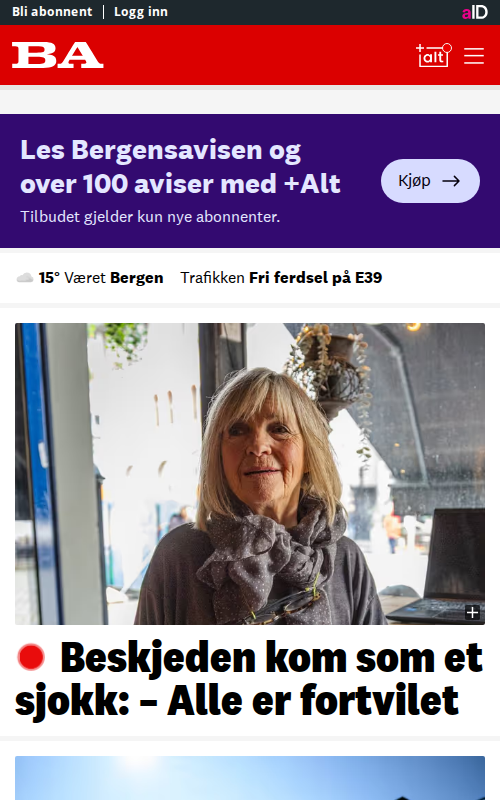 Bli abonnent | Logg inn
aID
BA
+alt
Les Bergensavisen og
over 100 aviser med +Alt
Tilbudet gjelder kun nye abonnenter.
Kjøp →
15° Været Bergen Trafikken Fri ferdsel på E39
Beskjeden kom som et
sjokk: – Alle er fortvilet